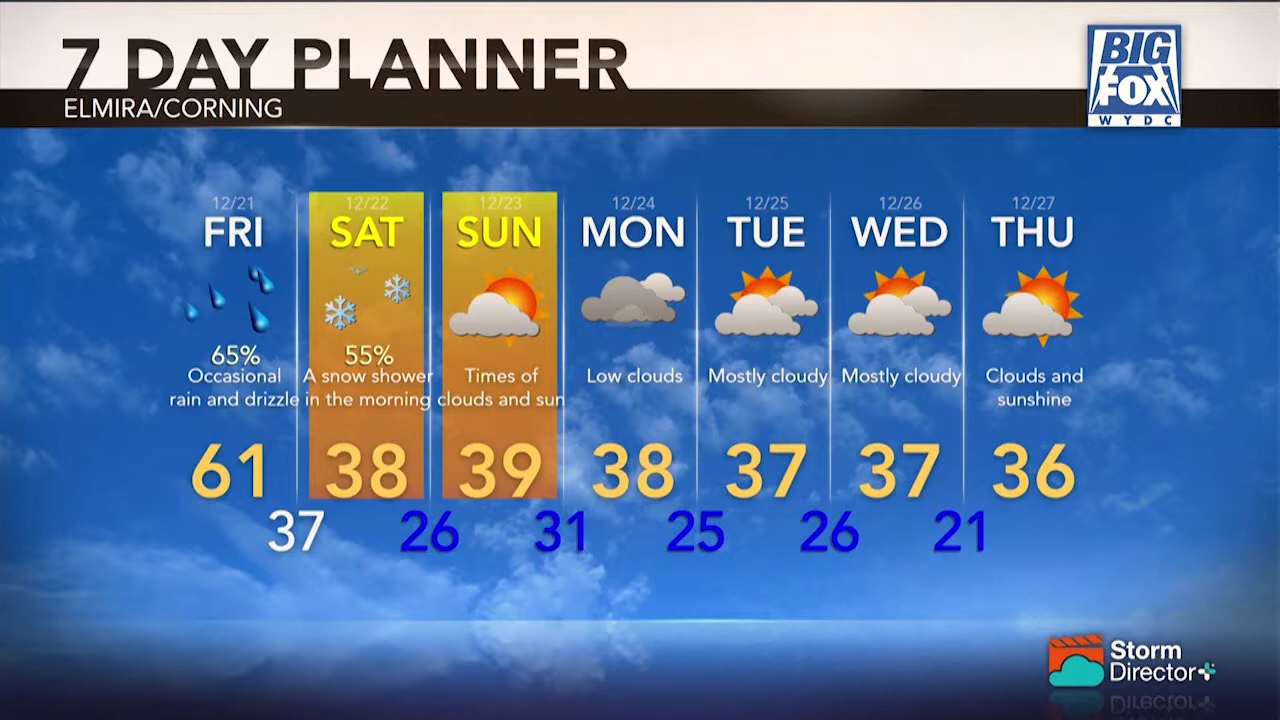 7 DAY PLANNER
ELMIRA/CORNING
BIG
FOX
WYDC
12/21 12/22 12/23 12/24 12/25 12/26 12/27
FRI SAT SUN MON TUE WED THU
65% 55%
Occasional A snow shower Times of Low clouds Mostly cloudy Mostly cloudy Clouds and
rain and drizzle in the morning clouds and sun sunshine
61 38 39 38 37 37 36
37 26 31 25 26 21
Storm
Director+